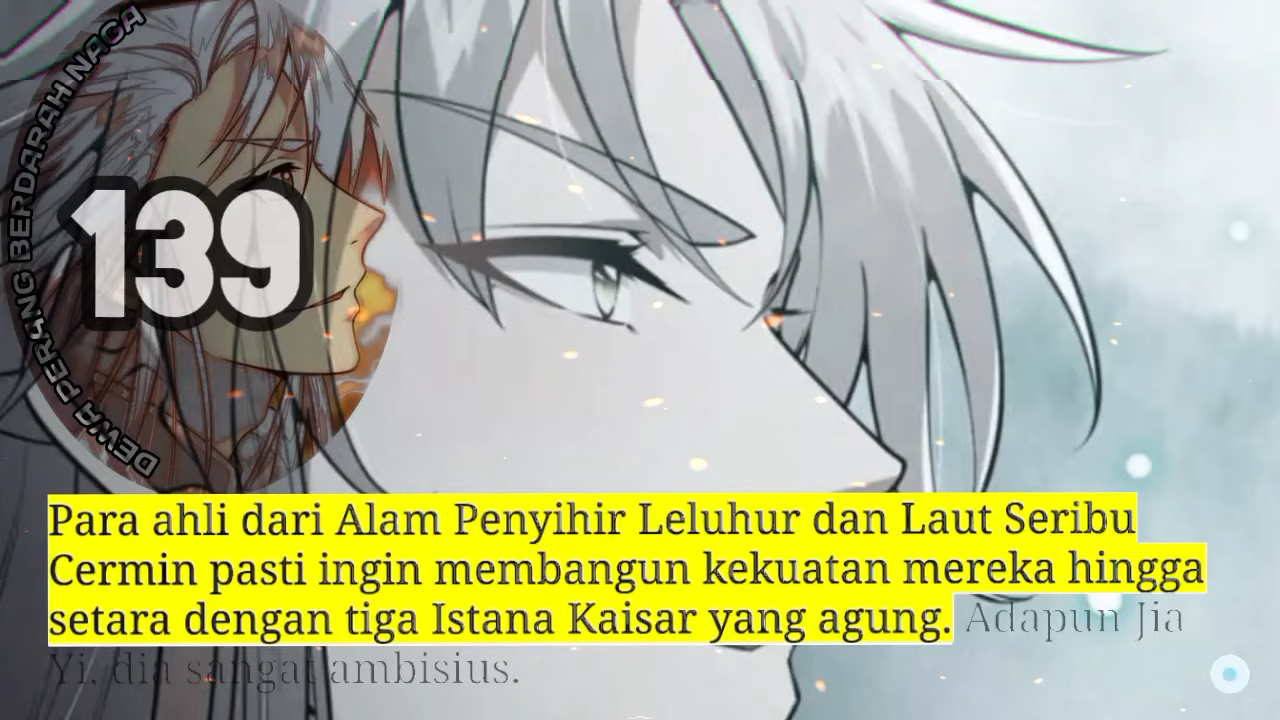 DEWA PERANG BERDARAH NAGA
139
Para ahli dari Alam Penyihir Leluhur dan Laut Seribu
Cermin pasti ingin membangun kekuatan mereka hingga
setara dengan tiga Istana Kaisar yang agung. Adapun Jia
Yi, dia sangat ambisius.